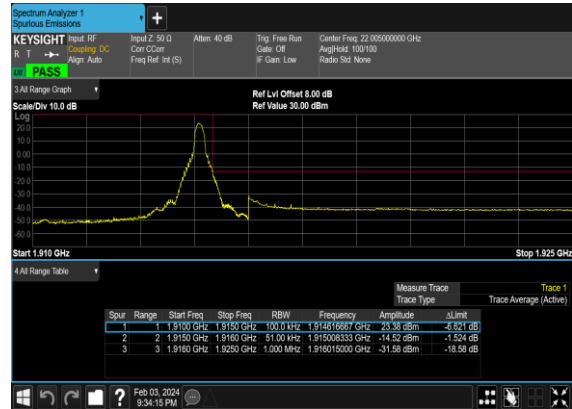 Spectrum Analyzer 1
Spurious Emissions
+
KEYSIGHT Input: RF Input Z: 50 Ω Atten: 40 dB Trig: Free Run Center Freq: 22.005000000 GHz
R T Coupling: DC Corr CCorr Gate: Off Avg|Hold: 100/100
Align: Auto Freq Ref: Int (S) IF Gain: Low Radio Std: None
LW PASS
3 All Range Graph
Ref Lvl Offset 8.00 dB
Scale/Div 10.0 dB Ref Value 30.00 dBm
Log
20.0
10.0
0.00
-10.0
-20.0
-30.0
-40.0
-50.0
-60.0
Start 1.910 GHz Stop 1.925 GHz
4 All Range Table
Measure Trace Trace 1
Trace Type Trace Average (Active)
Spur Range Start Freq Stop Freq RBW Frequency Amplitude ΔLimit
1 1 1.9100 GHz 1.9150 GHz 100.0 kHz 1.914616667 GHz 23.38 dBm -6.621 dB
2 2 1.9150 GHz 1.9160 GHz 51.00 kHz 1.915008333 GHz -14.52 dBm -1.524 dB
3 3 1.9160 GHz 1.9250 GHz 1.000 MHz 1.916015000 GHz -31.58 dBm -18.58 dB
?
Feb 03, 2024
9:34:15 PM